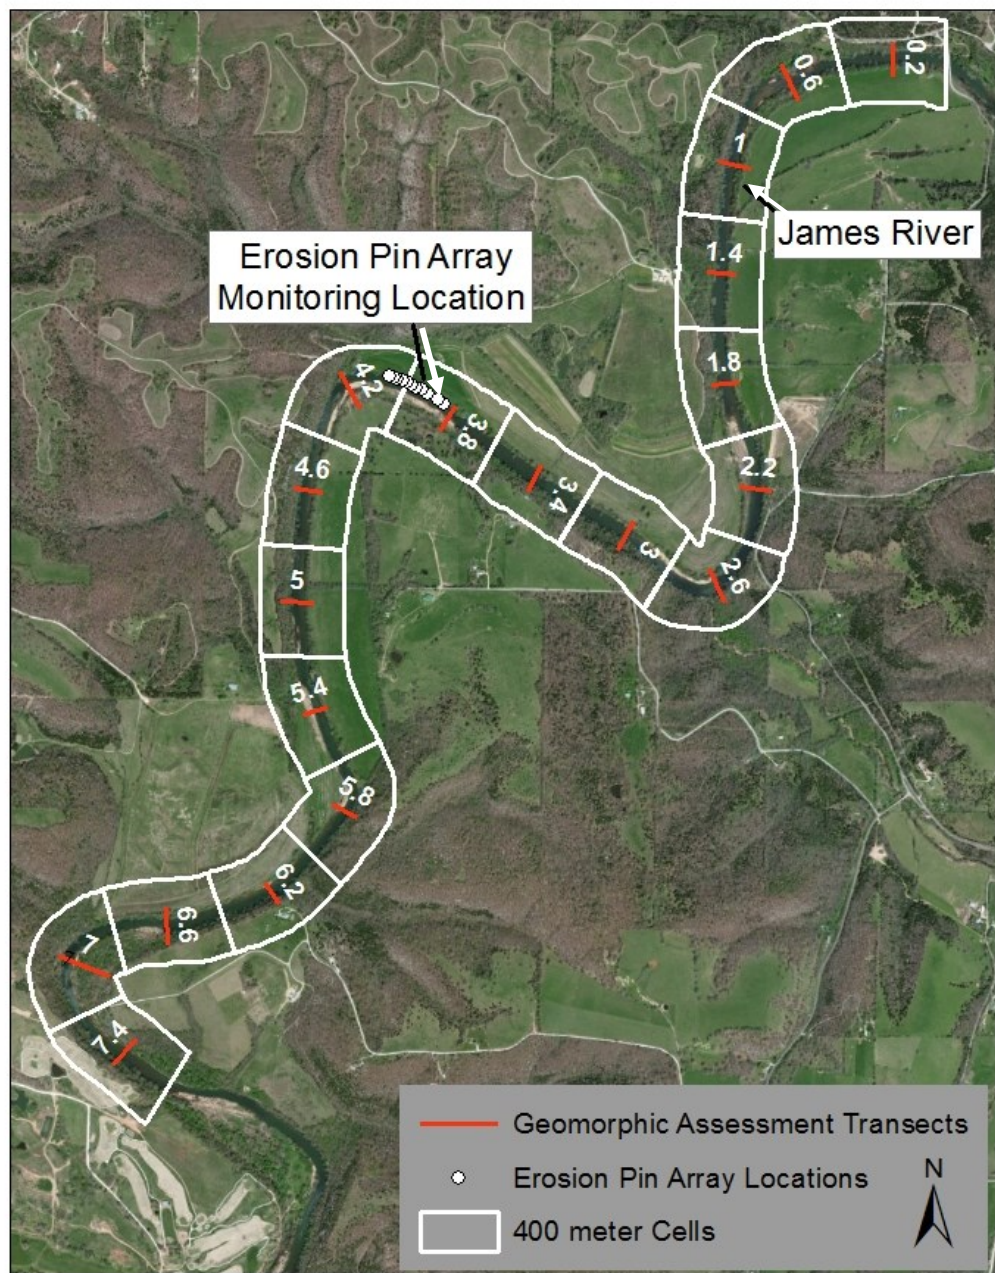 0.2
0.6
1
James River
1.4
Erosion Pin Array
Monitoring Location
1.8
4.2
3.8
2.2
4.6
3.4
3
2.6
5
5.4
5.8
6.2
6.6
7
7.4
Geomorphic Assessment Transects
Erosion Pin Array Locations
400 meter Cells
N